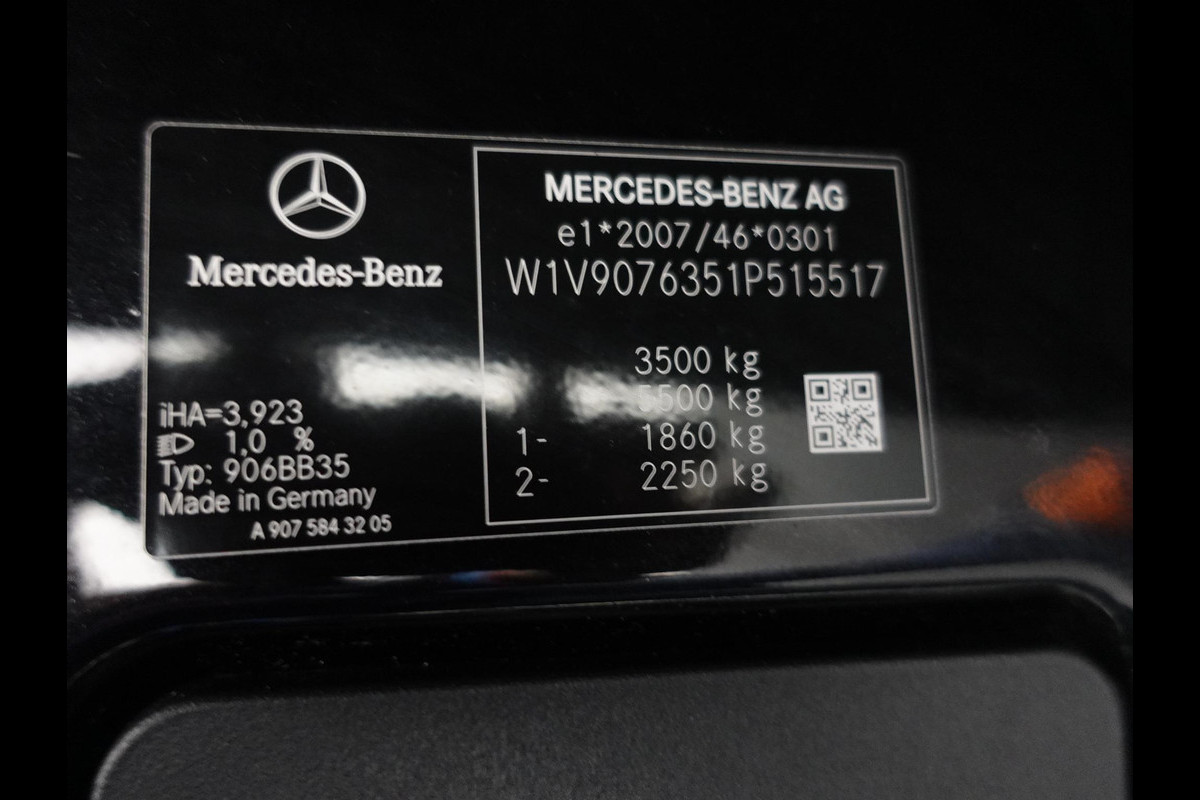 Mercedes-Benz
iHA=3,923
1,0 %
Typ: 906BB35
Made in Germany
A 907 584 32 05
MERCEDES-BENZ AG
e1*2007/46*0301
W1V9076351P515517
3500 kg
5500 kg
1- 1860 kg
2- 2250 kg